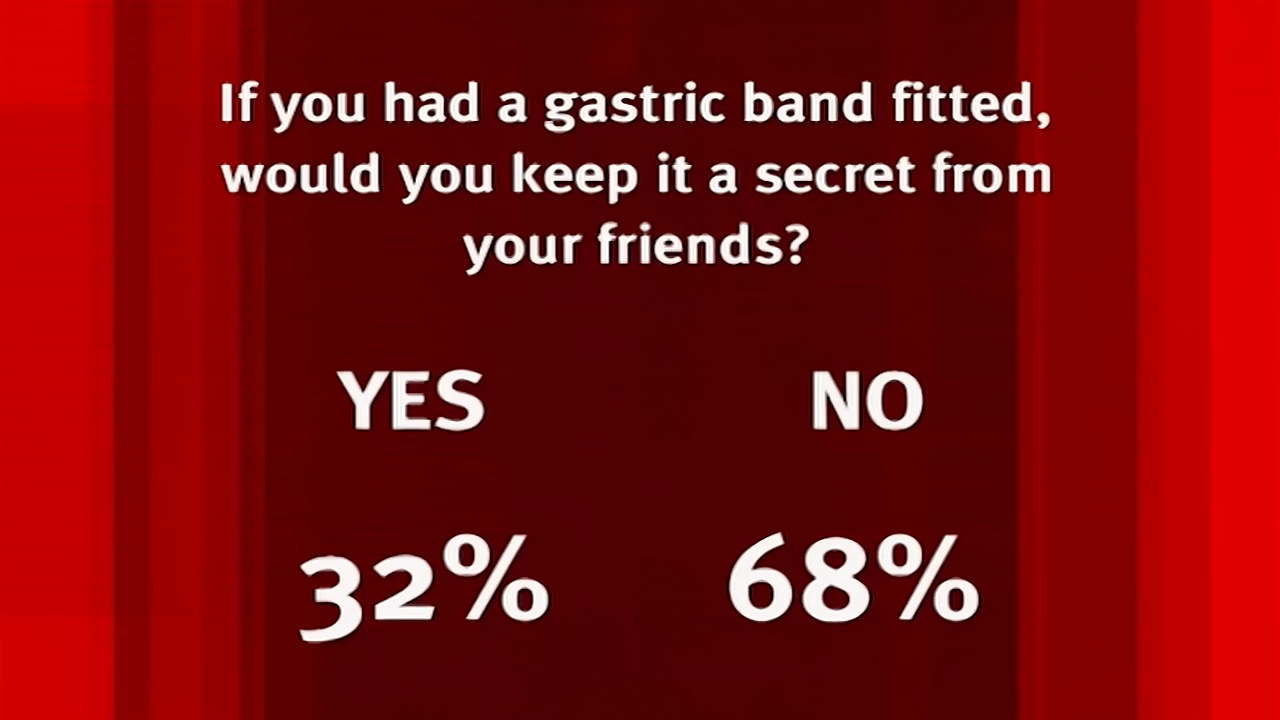 If you had a gastric band fitted,
would you keep it a secret from
your friends?
YES NO
32% 68%